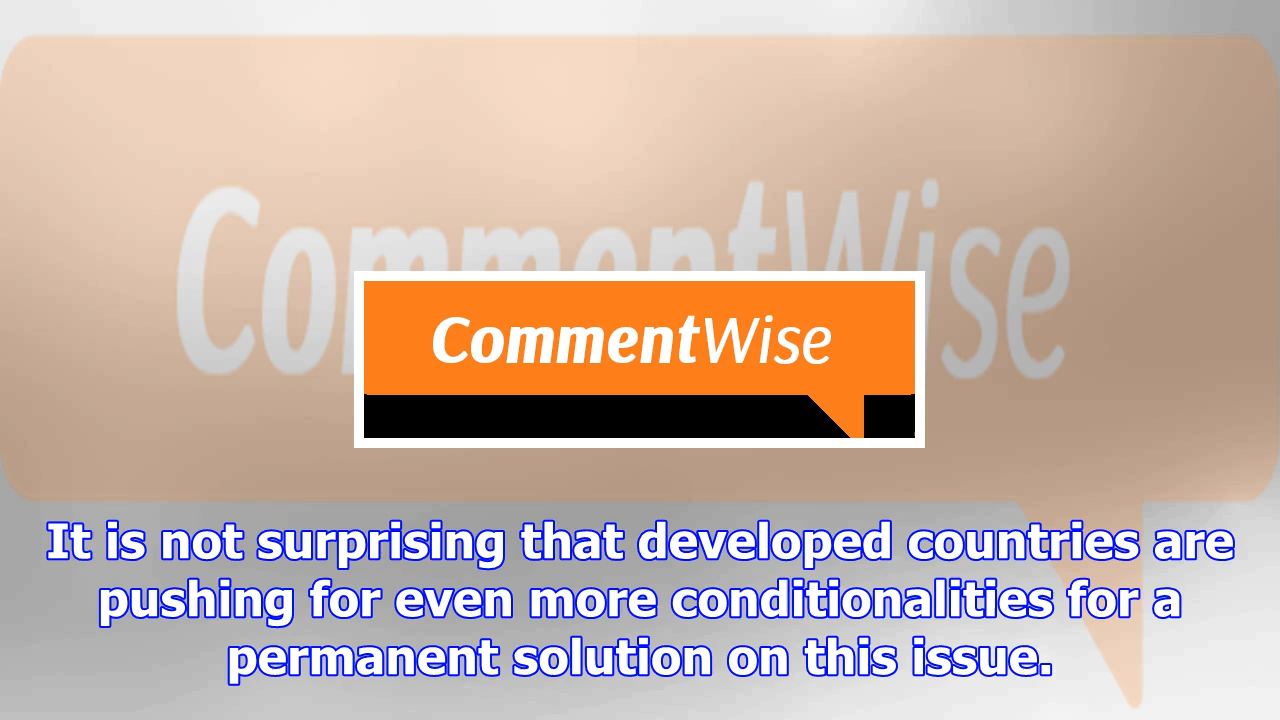 CommentWise
CommentWise
It is not surprising that developed countries are
pushing for even more conditionalities for a
permanent solution on this issue.